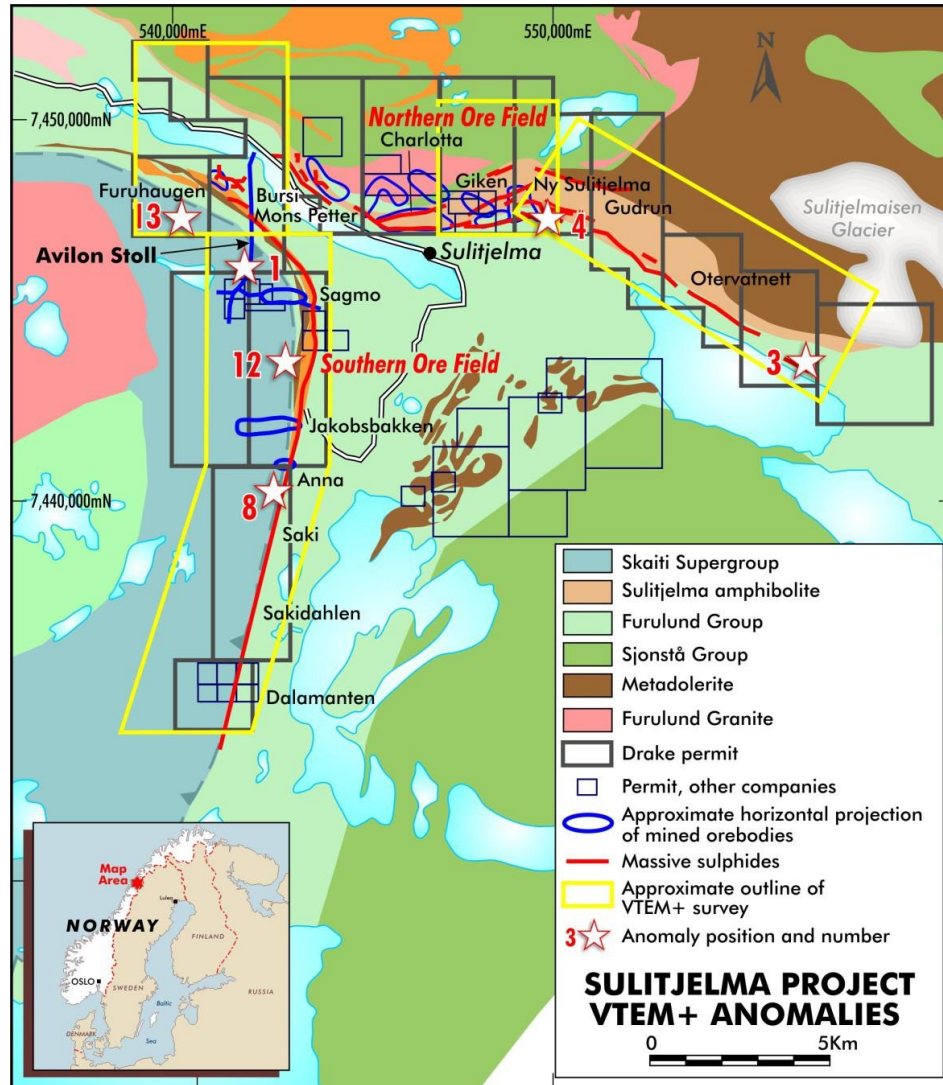 540,000mE
550,000mE
N
7,450,000mN
Northern Ore Field
Charlotta
Furuhaugen
Bursi
Giken
Ny Sulitjelma
Mons Petter
Gudrun
13
4
Sulitjelmaisen
Glacier
Avilon Stoll
Sulitjelma
1
Otervatnett
Sagmo
12
Southern Ore Field
3
Jakobsbakken
Anna
7,440,000mN
8
Saki
Sakidahlen
Dalamanten
Skaiti Supergroup
Sulitjelma amphibolite
Furulund Group
Sjonstå Group
Metadolerite
Furulund Granite
Drake permit
Permit, other companies
Approximate horizontal projection
of mined orebodies
Massive sulphides
Approximate outline of
VTEM+ survey
3
Anomaly position and number
SULITJELMA PROJECT
VTEM+ ANOMALIES
0
5Km
Map
Area
NORWAY
Lulea
FINLAND
OSLO
SWEDEN
RUSSIA
Baltic
Sea
DENMARK